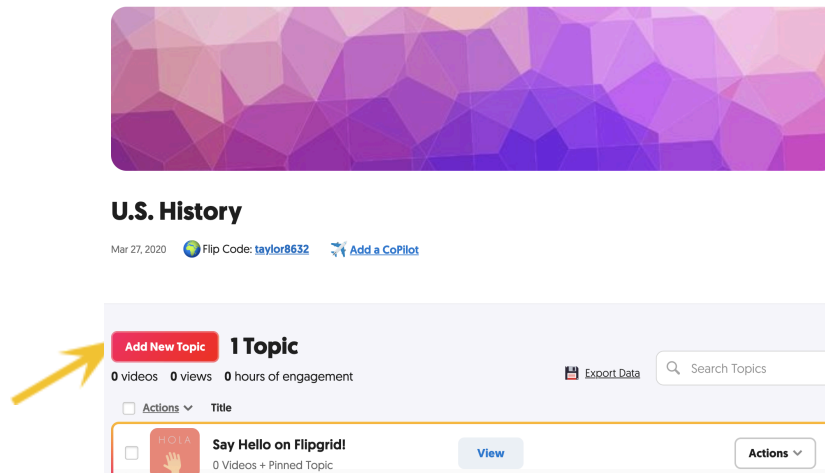 U.S. History
Mar 27, 2020 Flip Code: taylor8632 Add a CoPilot
Add New Topic 1 Topic
0 videos 0 views 0 hours of engagement
Export Data Search Topics
Actions Title
HOLA
Say Hello on Flipgrid! View Actions
0 Videos + Pinned Topic